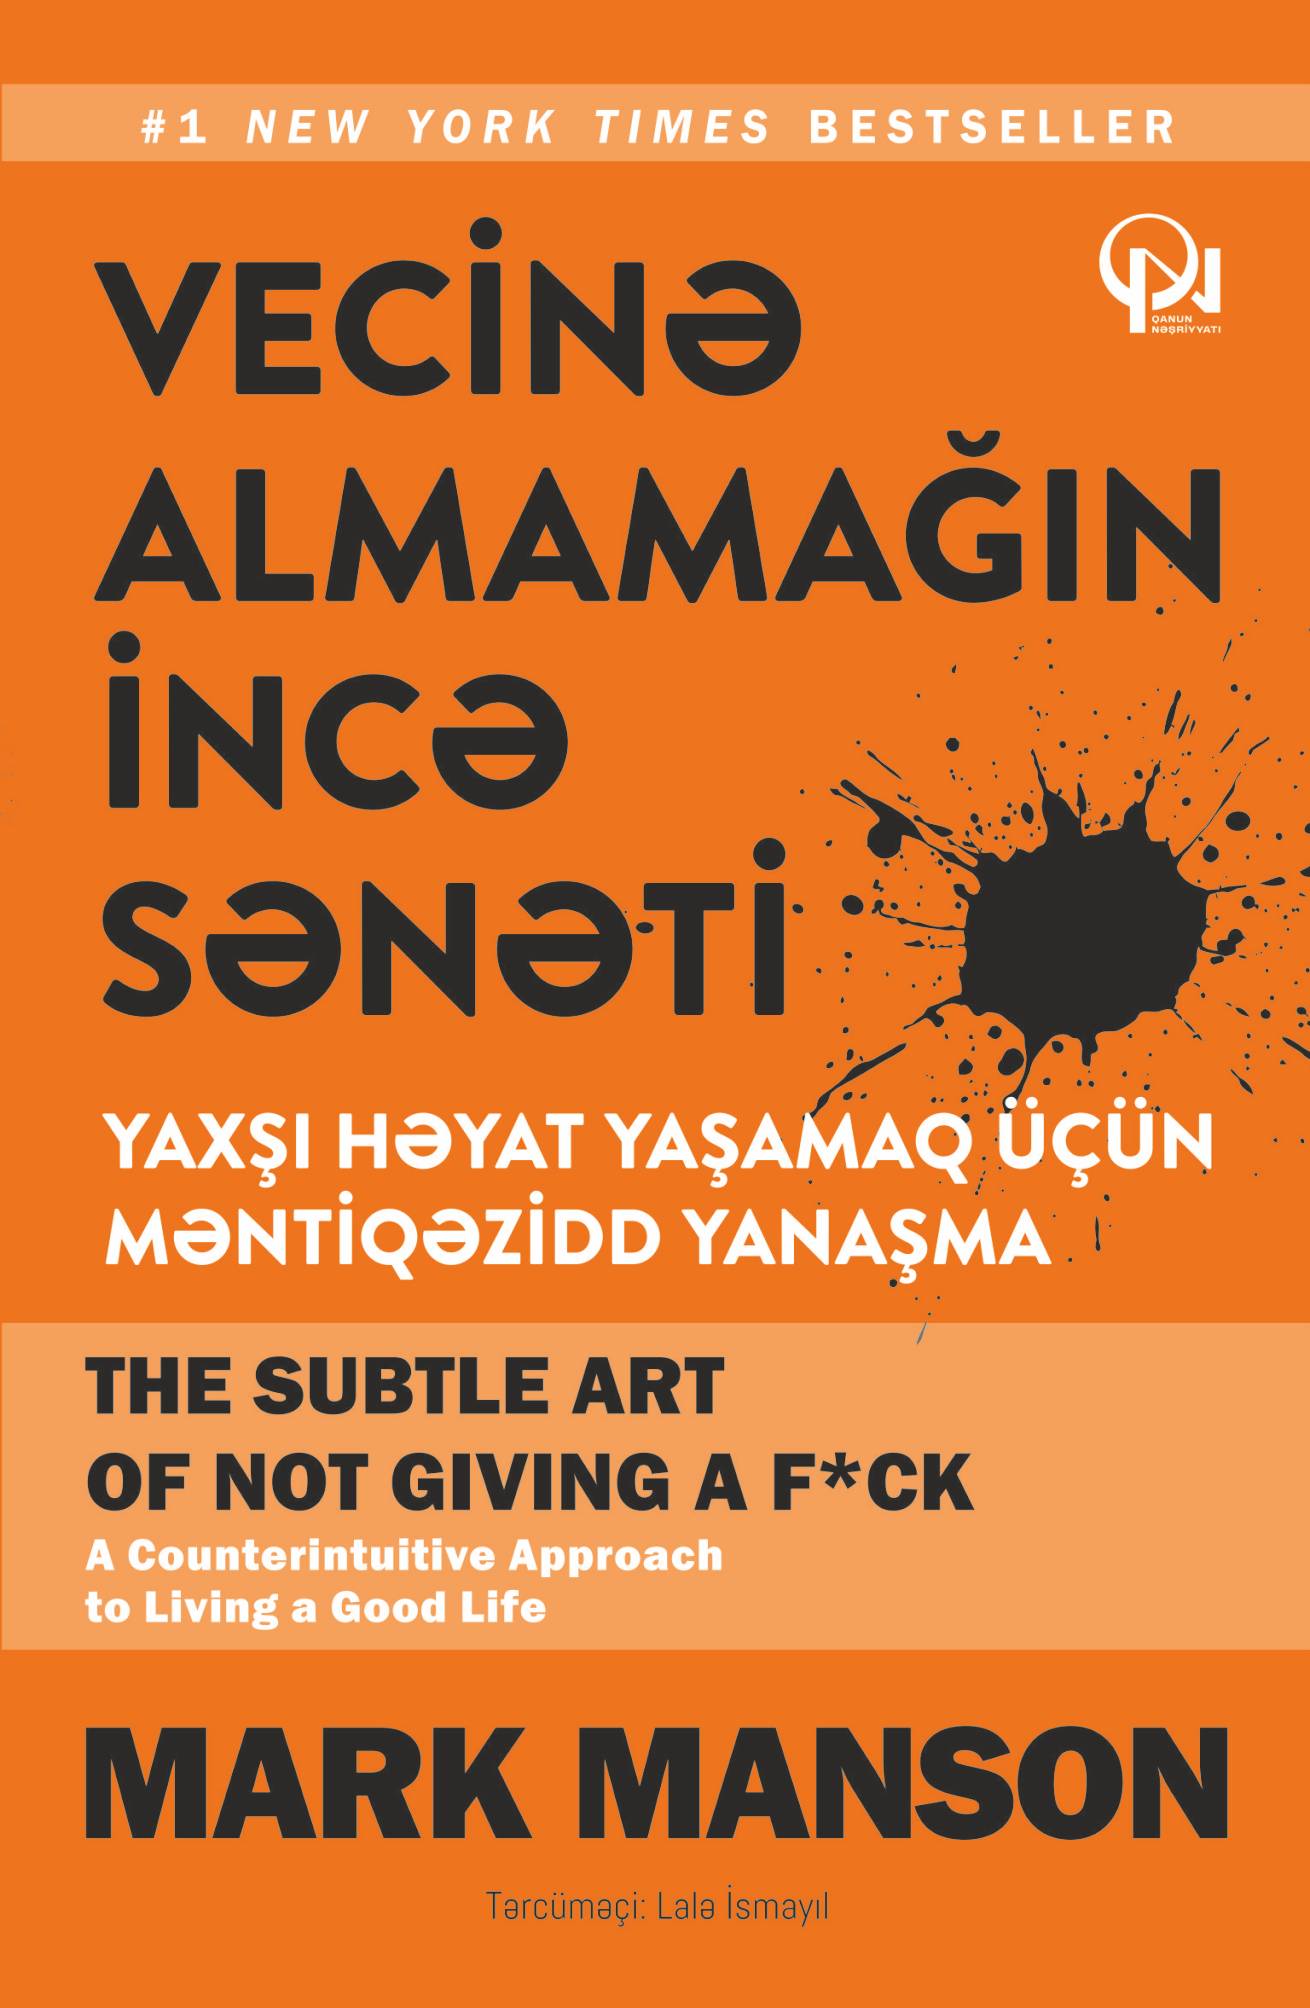 #1 NEW YORK TIMES BESTSELLER
VECİNƏ
QANUN
NƏŞRİYYATI
ALMAMAĞIN
İNCƏ
SƏNƏTİ
YAXŞI HƏYAT YAŞAMAQ ÜÇÜN
MƏNTİQƏZİDD YANAŞMA
THE SUBTLE ART
OF NOT GIVING A F*CK
A Counterintuitive Approach
to Living a Good Life
MARK MANSON
Tərcüməçi: Lalə İsmayıl